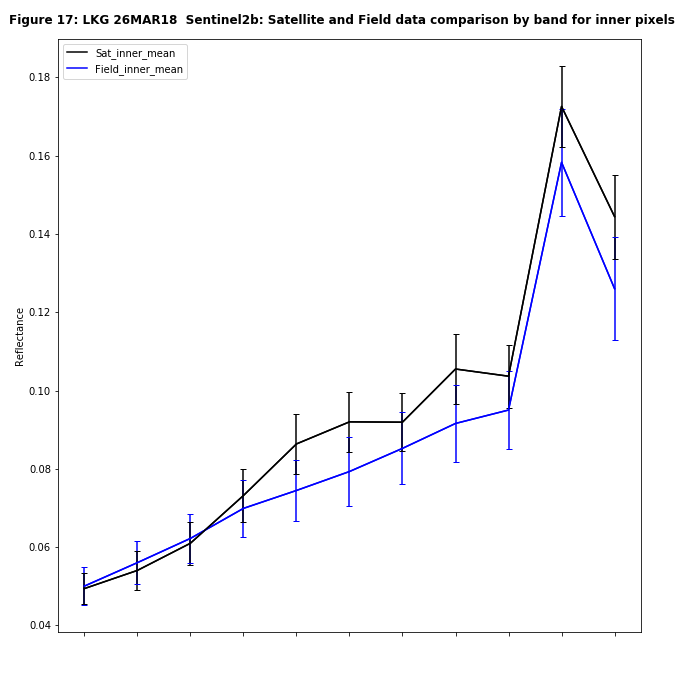 Figure 17: LKG 26MAR18  Sentinel2b: Satellite and Field data comparison by band for inner pixels
Sat_inner_mean
Field_inner_mean
0.18
0.16
0.14
0.12
0.10
0.08
0.06
0.04
Reflectance